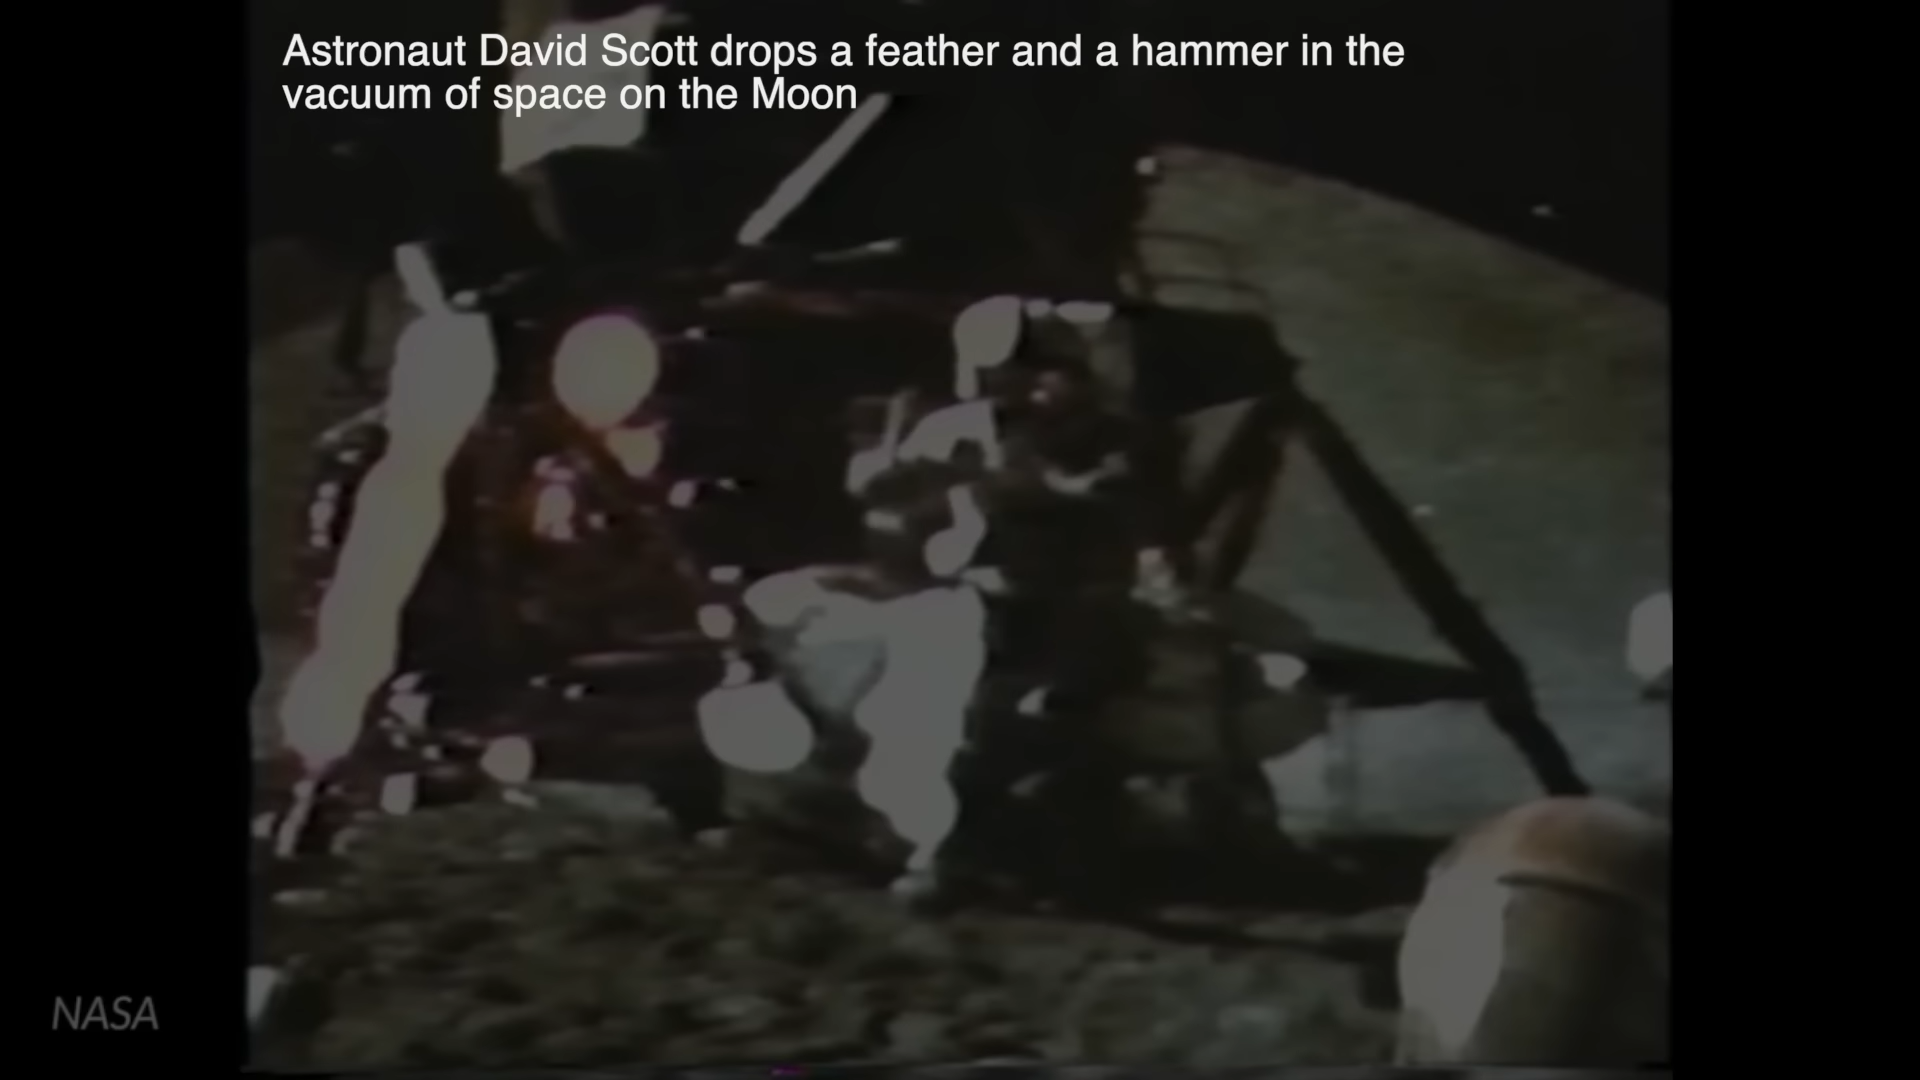 Astronaut David Scott drops a feather and a hammer in the
vacuum of space on the Moon
NASA